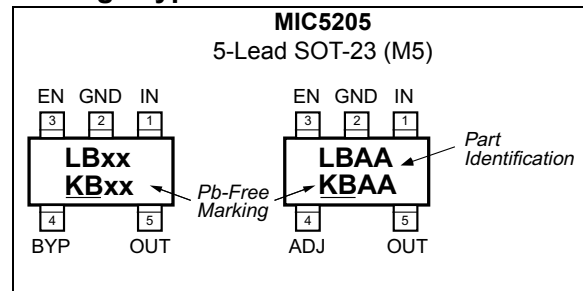 MIC5205
5-Lead SOT-23 (M5)
EN GND IN
3 2 1
LBxx
KBxx
4 5
BYP OUT
EN GND IN
3 2 1
LBAA
KBAA
4 5
ADJ OUT
Part
Identification
Pb-Free
Marking